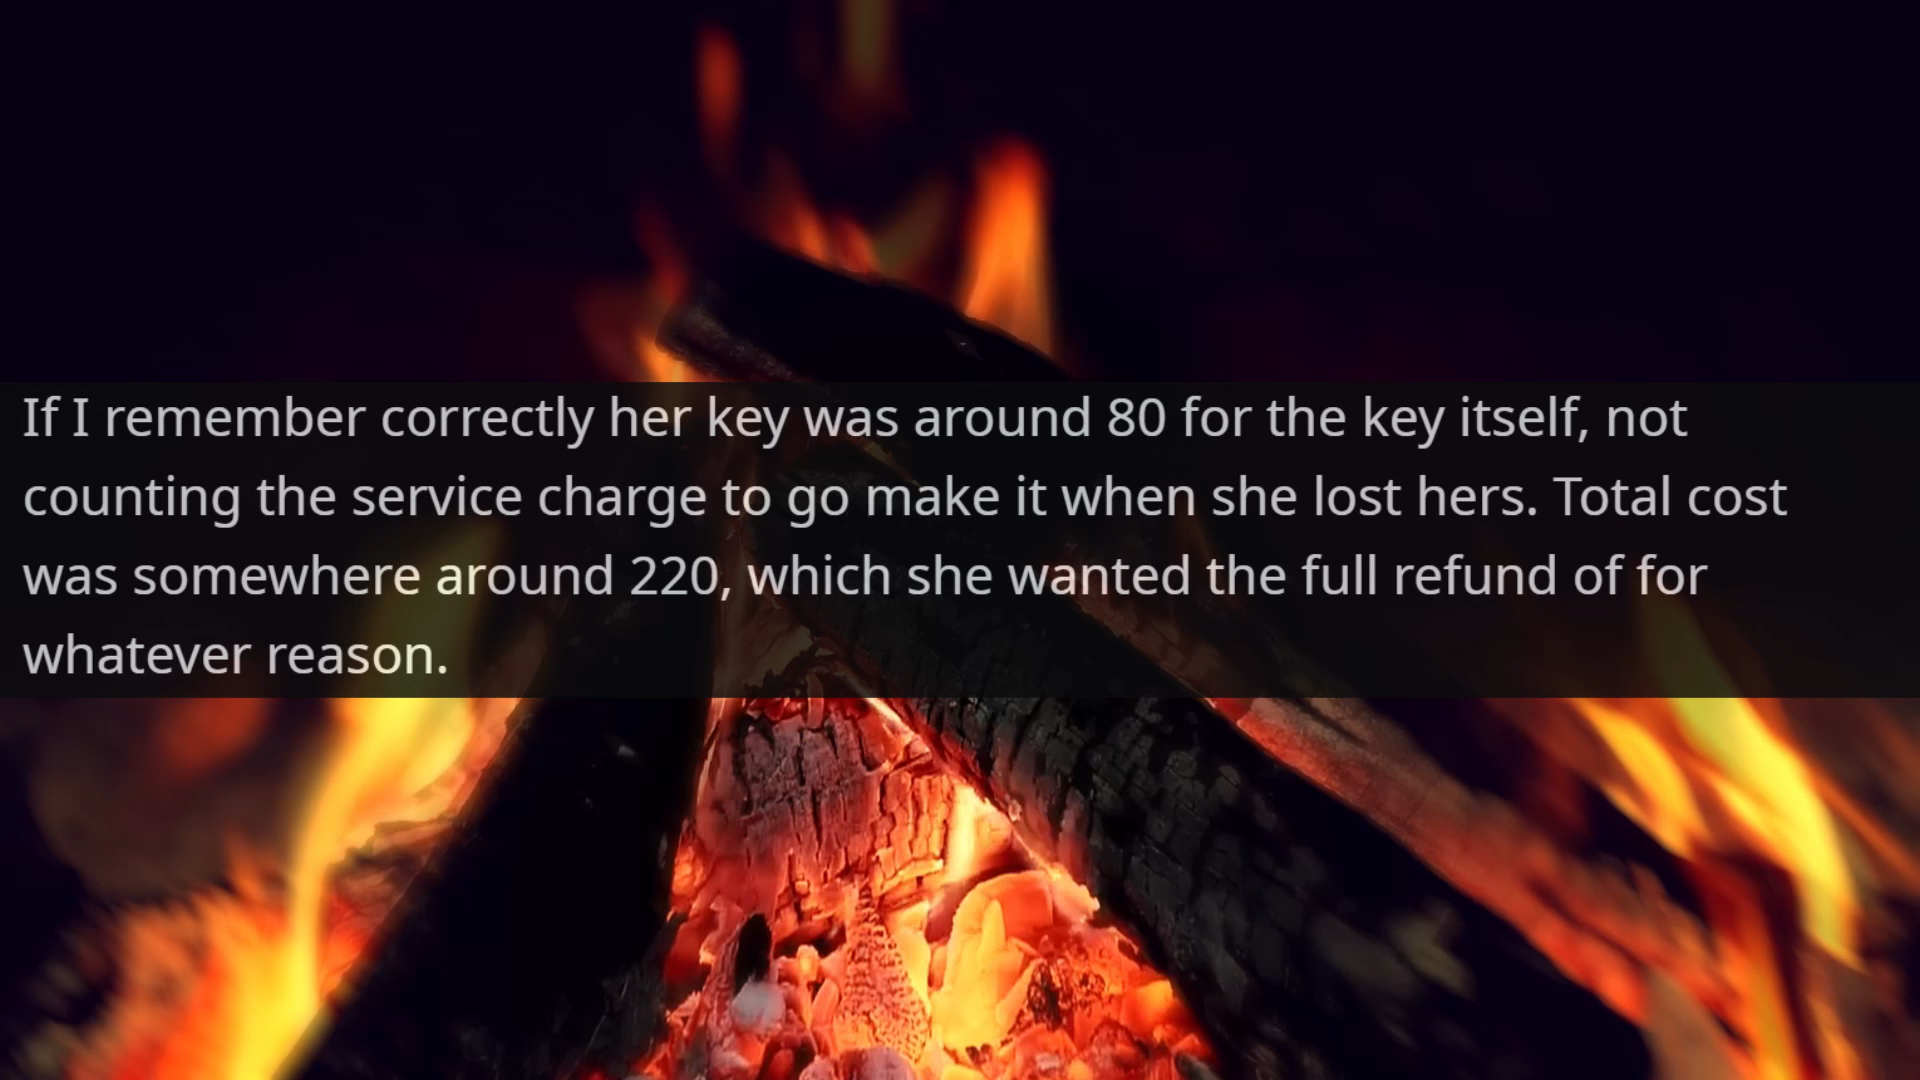 If I remember correctly her key was around 80 for the key itself, not
counting the service charge to go make it when she lost hers. Total cost
was somewhere around 220, which she wanted the full refund of for
whatever reason.